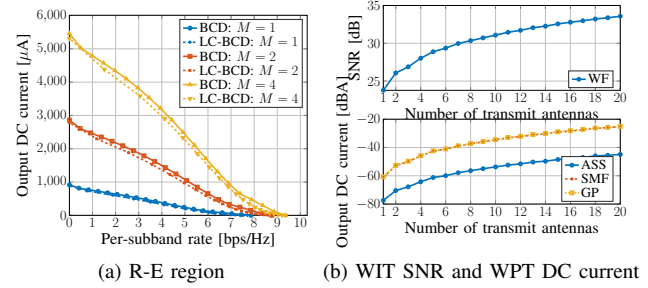 Output DC current [μA]
6,000
5,000
4,000
3,000
2,000
1,000
0
0 1 2 3 4 5 6 7 8 9 10
Per-subband rate [bps/Hz]
BCD: M = 1
LC-BCD: M = 1
BCD: M = 2
LC-BCD: M = 2
BCD: M = 4
LC-BCD: M = 4
(a) R-E region
SNR [dB]
35
30
25
1 2 4 6 8 10 12 14 16 18 20
Number of transmit antennas
WF
Output DC current [dBA]
−20
−40
−60
−80
1 2 4 6 8 10 12 14 16 18 20
Number of transmit antennas
ASS
SMF
GP
(b) WIT SNR and WPT DC current